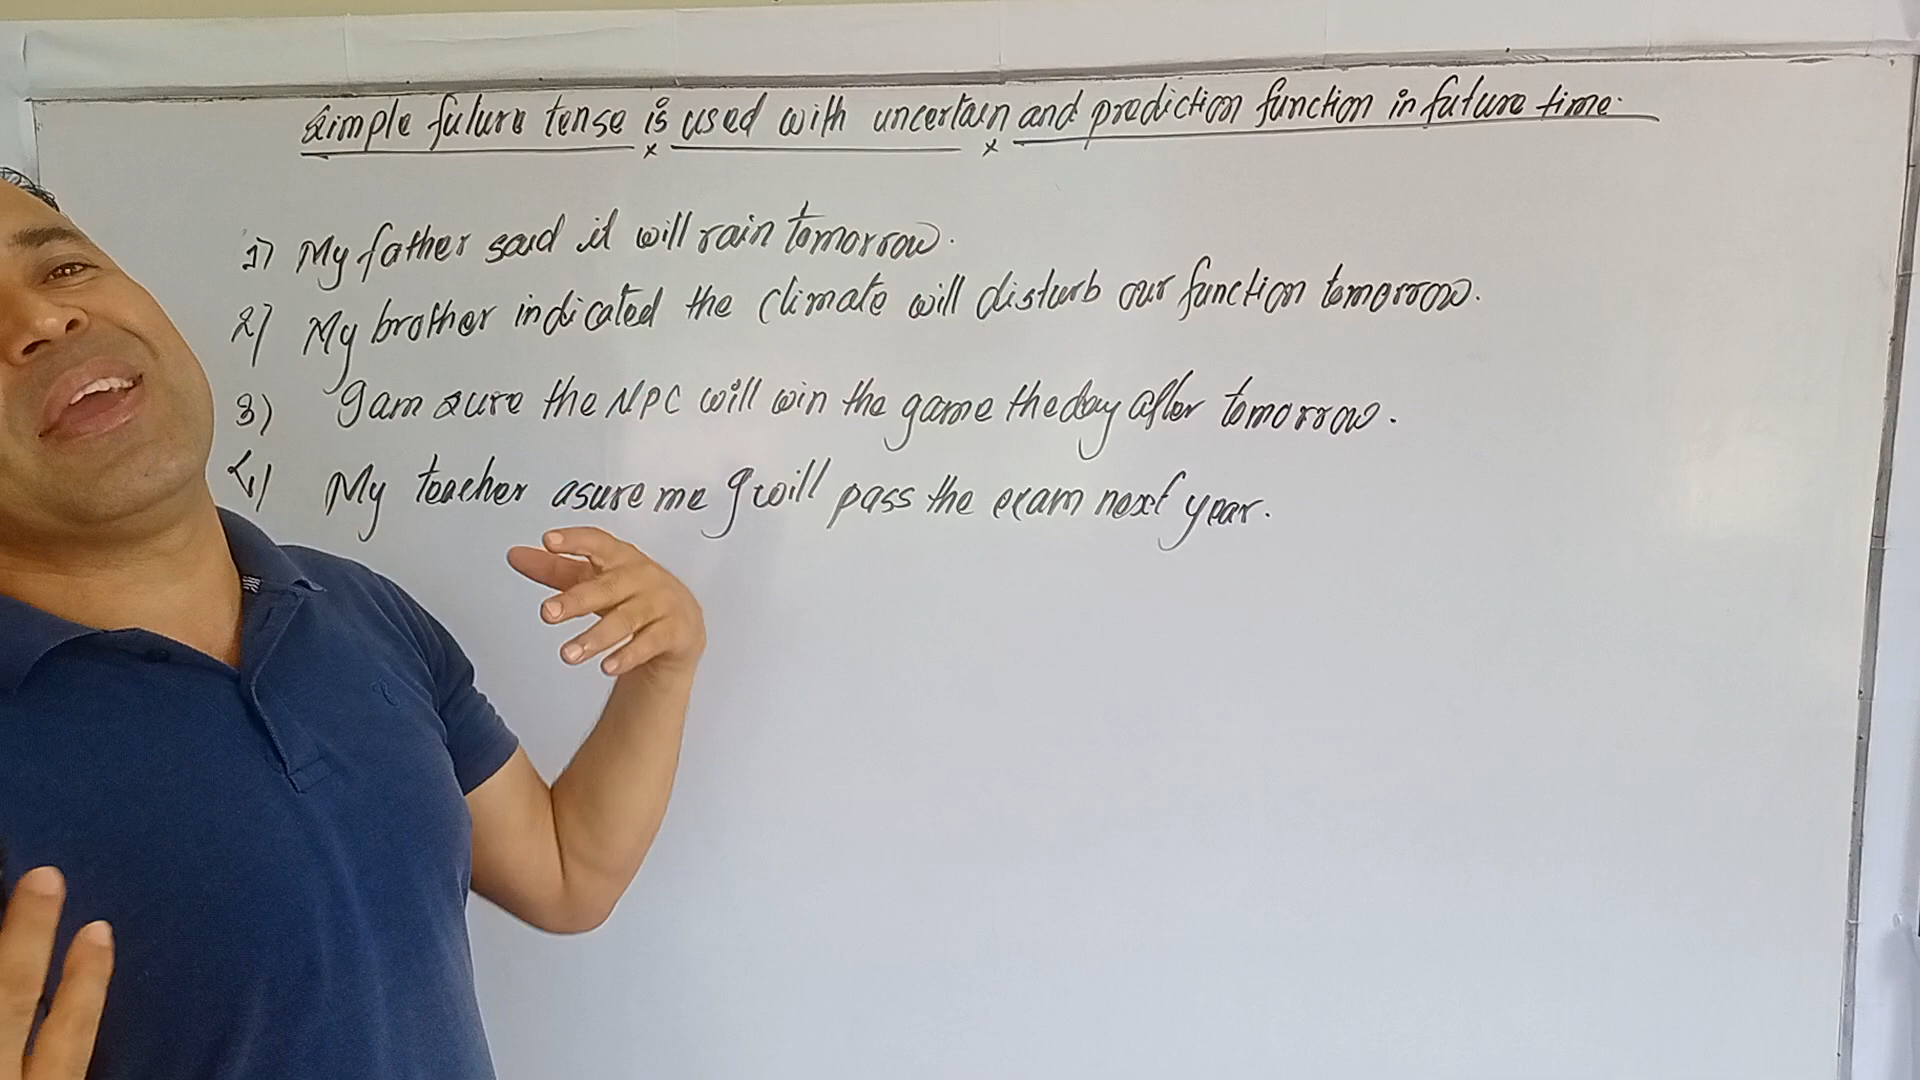 Simple future tense is used with uncertain and prediction function in future time.
1) My father said it will rain tomorrow.
2) My brother indicated the climate will disturb our function tomorrow.
3) I am sure the NPC will win the game the day after tomorrow.
4) My teacher asure me I will pass the exam next year.